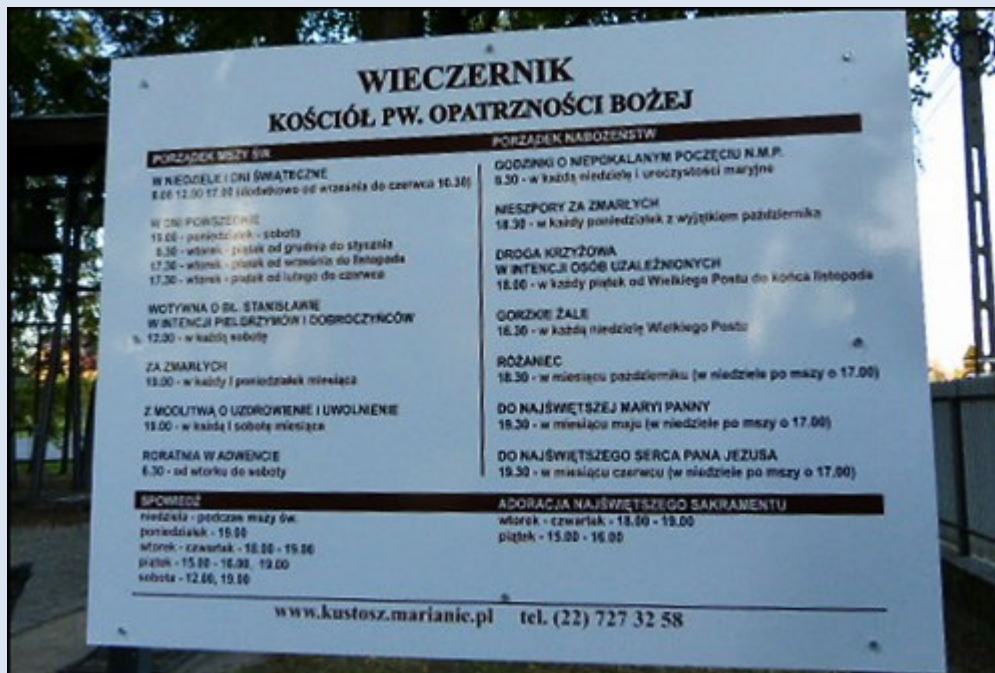 WIECZERNIK
KOŚCIÓŁ PW. OPATRZNOŚCI BOŻEJ
PORZĄDEK MSZY ŚW
W NIEDZIELE I DNI ŚWIĄTECZNE
12.00 17.00 (dodatkowo od września do czerwca 10.30)
W DNI POWSZEDNIE
19.00 - poniedziałek - sobota
wtorek - piątek od grudnia do stycznia
17.30 - wtorek - piątek od września do listopada
17.30 - wtorek - piątek od lutego do czerwca
WOTYWNA O BŁ. STANISŁAWIE
W INTENCJI PIELGRZYMÓW I DOBROCZYŃCÓW
12.00 - w każdą sobotę
ZA ZMARŁYCH
19.00 - w każdy I poniedziałek miesiąca
Z MODLITWĄ O UZDROWIENIE I UWOLNIENIE
19.00 - w każdą I sobotę miesiąca
RORATNIA W ADWENCIE
6.30 - od wtorku do soboty
PORZĄDEK NABOŻEŃSTW
GODZINKI O NIEPOKALANYM POCZĘCIU N.M.P.
- w każdą niedzielę i uroczystości maryjne
NIESZPORY ZA ZMARŁYCH
18.30 - w każdy poniedziałek z wyjątkiem października
DROGA KRZYŻOWA
W INTENCJI OSÓB UZALEŻNIONYCH
18.00 - w każdy piątek od Wielkiego Postu do końca listopada
GORZKIE ŻALE
18.30 - w każdą niedzielę Wielkiego Postu
RÓŻANIEC
18.30 - w miesiącu październiku (w niedziele po mszy o 17.00)
DO NAJŚWIĘTSZEJ MARYI PANNY
19.30 - w miesiącu maju (w niedziele po mszy o 17.00)
DO NAJŚWIĘTSZEGO SERCA PANA JEZUSA
19.30 - w miesiącu czerwcu (w niedziele po mszy o 17.00)
SPOWIEDŹ
niedziela - podczas mszy św.
poniedziałek - 19.00
wtorek - czwartek - 18.00 - 19.00
piątek - 15.00 - 16.00, 19.00
sobota - 12.00, 19.00
ADORACJA NAJŚWIĘTSZEGO SAKRAMENTU
wtorek - czwartek - 18.00 - 19.00
piątek - 15.00 - 16.00
www.kustosz.marianie.pl tel. (22) 727 32 58